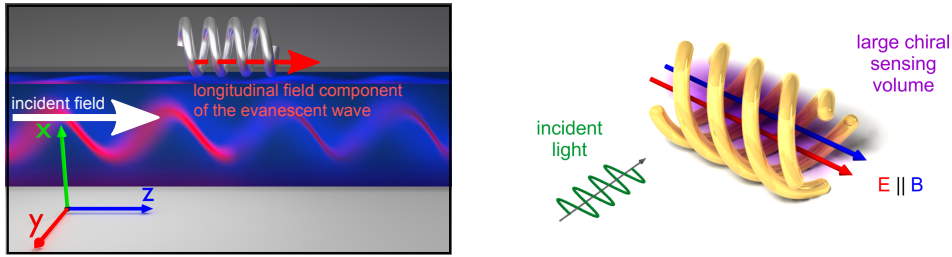 longitudinal field component
of the evanescent wave
incident field
x
z
y
large chiral
sensing
volume
incident
light
E || B